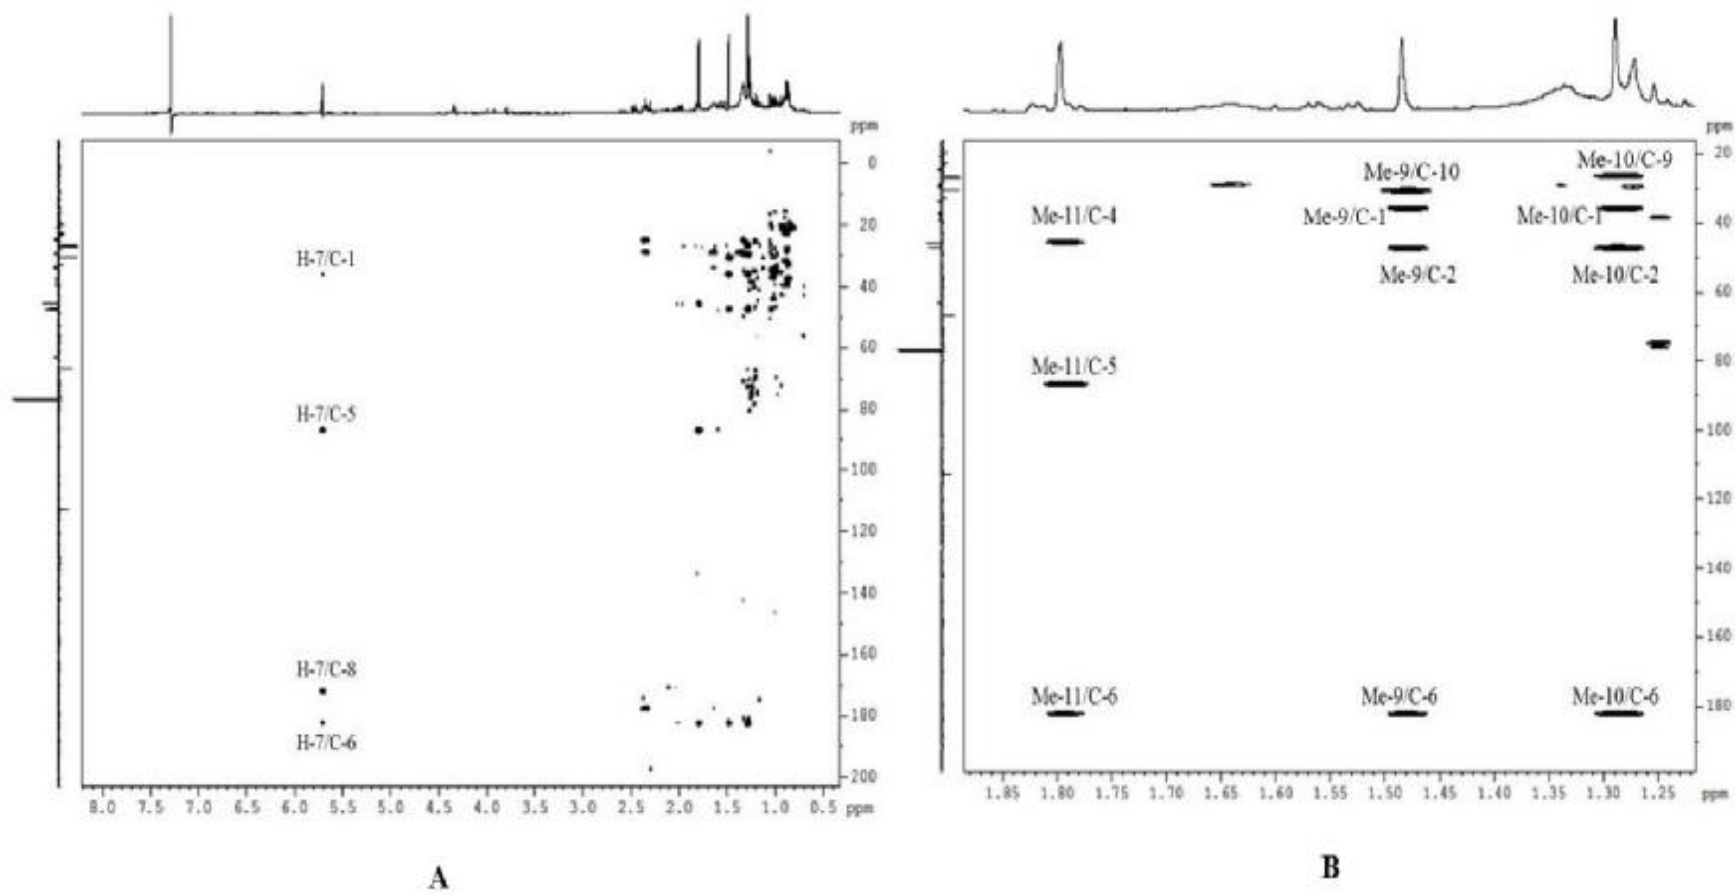 ppm
0
20
H-7/C-1
40
60
H-7/C-5
80
100
120
140
160
H-7/C-8
180
H-7/C-6
200
8.0 7.5 7.0 6.5 6.0 5.5 5.0 4.5 4.0 3.5 3.0 2.5 2.0 1.5 1.0 0.5 ppm
A
ppm
20
Me-10/C-9
Me-9/C-10
Me-11/C-4 Me-9/C-1 Me-10/C-1
40
Me-9/C-2 Me-10/C-2
60
80
Me-11/C-5
100
120
140
160
Me-11/C-6 Me-9/C-6 Me-10/C-6
180
1.85 1.80 1.75 1.70 1.65 1.60 1.55 1.50 1.45 1.40 1.35 1.30 1.25 ppm
B